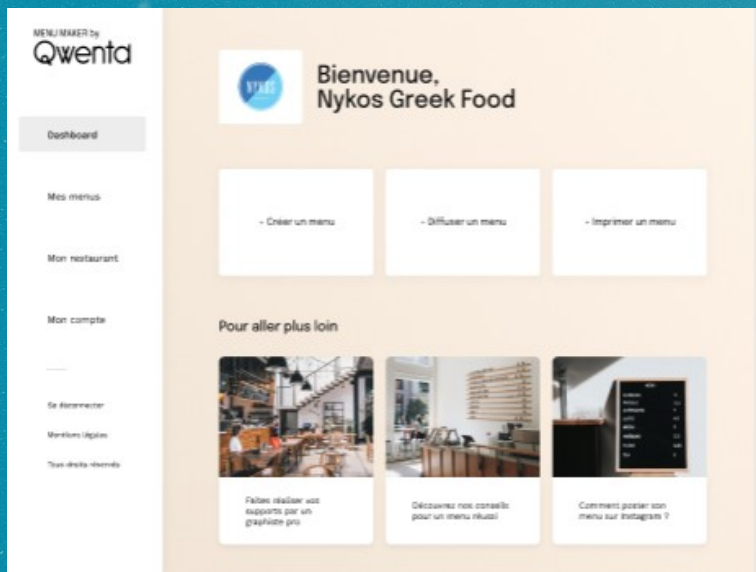 MENU MAKER by
Qwenta
Dashboard
Mes menus
Mon restaurant
Mon compte
Se déconnecter
Mentions légales
Tous droits réservés
NYKOS
Bienvenue,
Nykos Greek Food
- Créer un menu
- Diffuser un menu
- Imprimer un menu
Pour aller plus loin
Faites réaliser vos
supports par un
graphiste pro
Découvrez nos conseils
pour un menu réussi
Comment poster son
menu sur Instagram ?